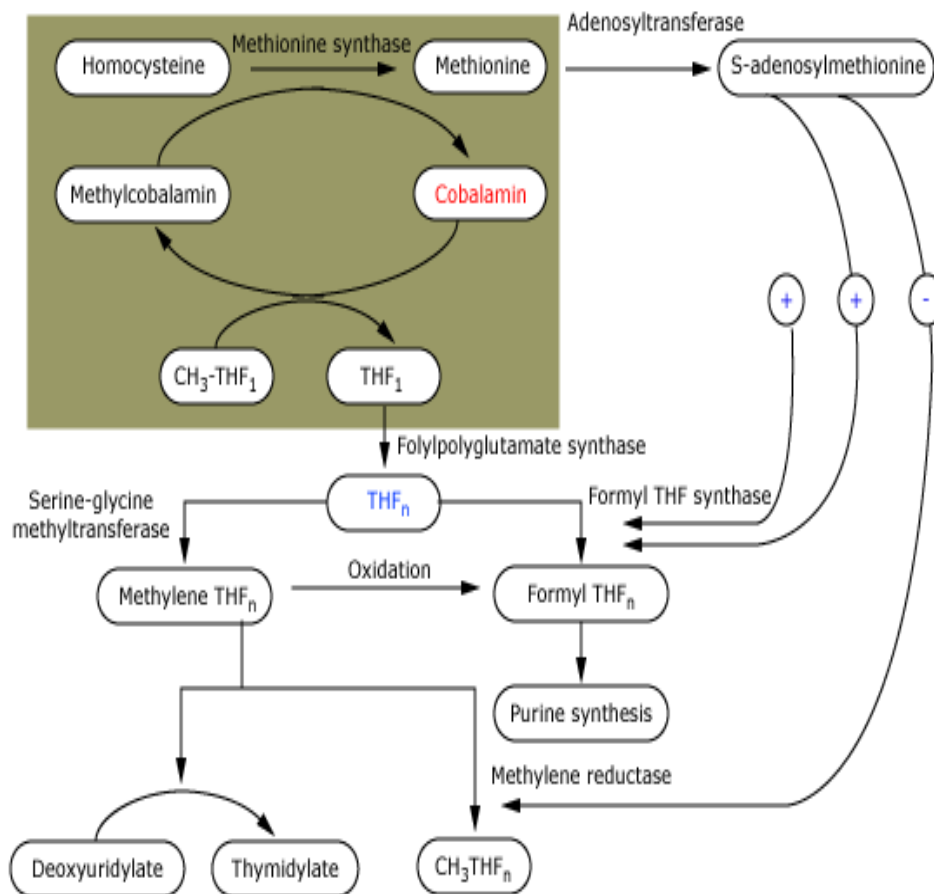 Adenosyltransferase
Methionine synthase
Homocysteine
Methionine
S-adenosylmethionine
Methylcobalamin
Cobalamin
+
+
-
CH3-THF1
THF1
Folylpolyglutamate synthase
Serine-glycine
methyltransferase
THFn
Formyl THF synthase
Oxidation
Methylene THFn
Formyl THFn
Purine synthesis
Methylene reductase
Deoxyuridylate
Thymidylate
CH3THFn